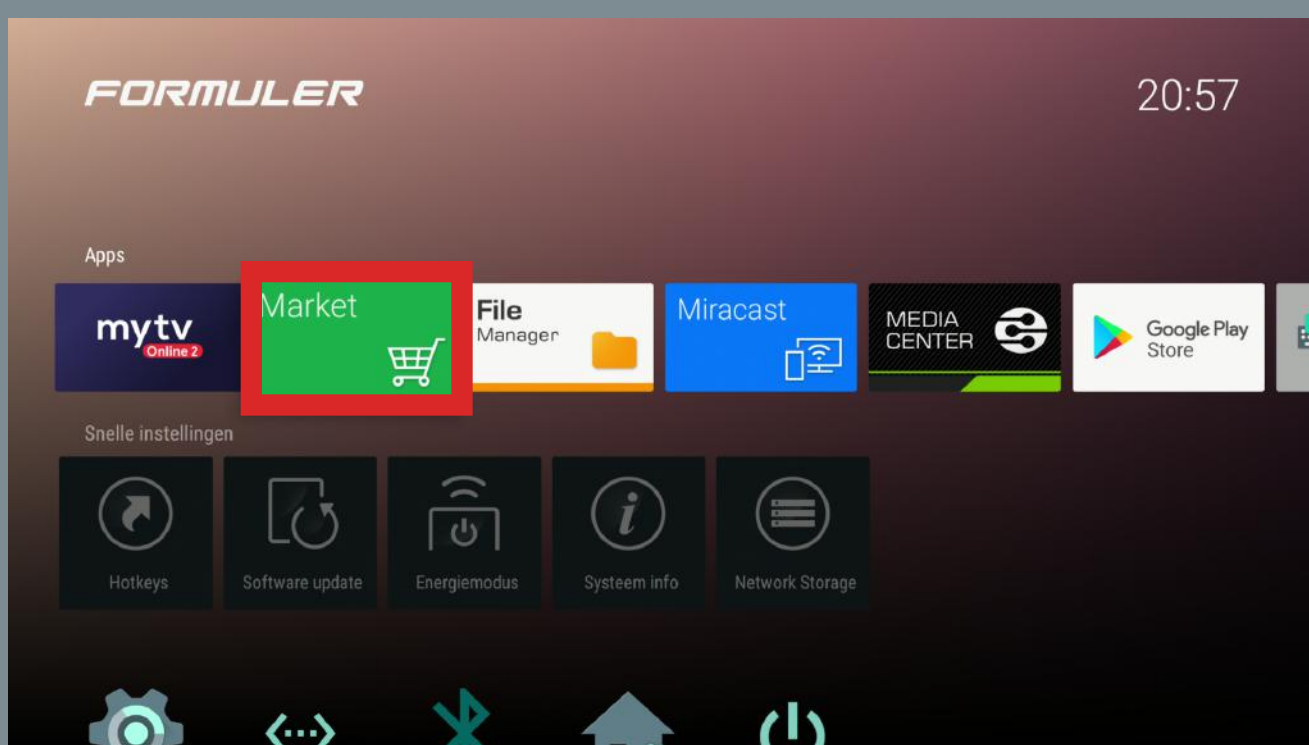 FORMULER
20:57
Apps
mytv
Online 2
Market
File
Manager
Miracast
MEDIA
CENTER
Google Play
Store
Snelle instellingen
Hotkeys
Software update
Energiemodus
Systeem info
Network Storage